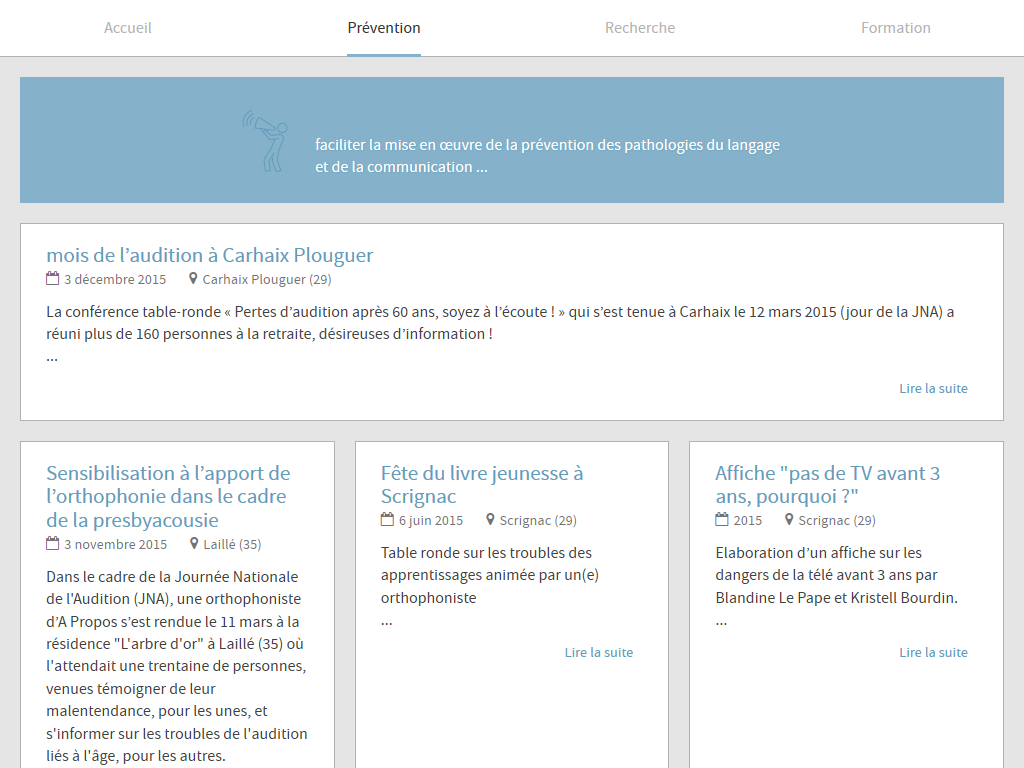 Accueil
Prévention
Recherche
Formation
faciliter la mise en œuvre de la prévention des pathologies du langage
et de la communication ...
mois de l’audition à Carhaix Plouguer
3 décembre 2015 Carhaix Plouguer (29)
La conférence table-ronde « Pertes d’audition après 60 ans, soyez à l’écoute ! » qui s’est tenue à Carhaix le 12 mars 2015 (jour de la JNA) a
réuni plus de 160 personnes à la retraite, désireuses d’information !
...
Lire la suite
Sensibilisation à l’apport de
l’orthophonie dans le cadre
de la presbyacousie
3 novembre 2015 Laillé (35)
Dans le cadre de la Journée Nationale
de l'Audition (JNA), une orthophoniste
d’A Propos s’est rendue le 11 mars à la
résidence "L'arbre d'or" à Laillé (35) où
l'attendait une trentaine de personnes,
venues témoigner de leur
malentendance, pour les unes, et
s'informer sur les troubles de l'audition
liés à l'âge, pour les autres.
Fête du livre jeunesse à
Scrignac
6 juin 2015 Scrignac (29)
Table ronde sur les troubles des
apprentissages animée par un(e)
orthophoniste
...
Lire la suite
Affiche "pas de TV avant 3
ans, pourquoi ?"
2015 Scrignac (29)
Elaboration d’un affiche sur les
dangers de la télé avant 3 ans par
Blandine Le Pape et Kristell Bourdin.
...
Lire la suite